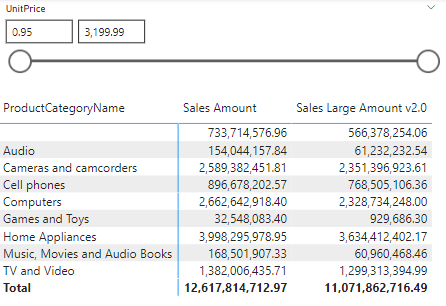 UnitPrice
0.95 3,199.99
ProductCategoryName Sales Amount Sales Large Amount v2.0
733,714,576.96 566,378,254.06
Audio 154,044,157.84 61,232,232.54
Cameras and camcorders 2,589,382,451.81 2,351,396,923.61
Cell phones 896,678,202.57 768,505,106.36
Computers 2,662,642,918.40 2,328,734,248.00
Games and Toys 32,548,083.40 929,686.30
Home Appliances 3,998,295,978.95 3,634,412,402.17
Music, Movies and Audio Books 168,501,907.33 60,960,468.46
TV and Video 1,382,006,435.71 1,299,313,394.99
Total 12,617,814,712.97 11,071,862,716.49